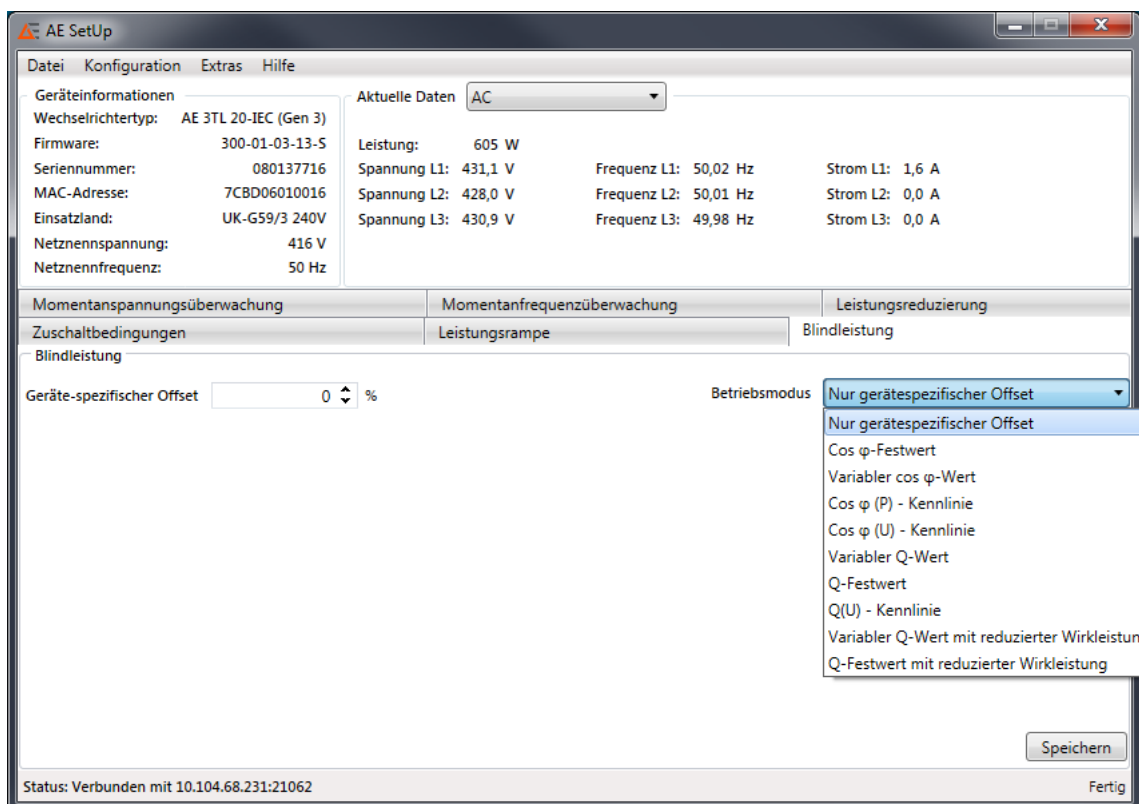 AE SetUp
Datei Konfiguration Extras Hilfe
Geräteinformationen
Wechselrichtertyp: AE 3TL 20-IEC (Gen 3)
Firmware: 300-01-03-13-S
Seriennummer: 080137716
MAC-Adresse: 7CBD06010016
Einsatzland: UK-G59/3 240V
Netznennspannung: 416 V
Netznennfrequenz: 50 Hz
Aktuelle Daten AC
Leistung: 605 W
Spannung L1: 431,1 V Frequenz L1: 50,02 Hz Strom L1: 1,6 A
Spannung L2: 428,0 V Frequenz L2: 50,01 Hz Strom L2: 0,0 A
Spannung L3: 430,9 V Frequenz L3: 49,98 Hz Strom L3: 0,0 A
Momentanspannungsüberwachung Momentanfrequenzüberwachung Leistungsreduzierung
Zuschaltbedingungen Leistungsrampe Blindleistung
Blindleistung
Geräte-spezifischer Offset 0 % Betriebsmodus Nur gerätespezifischer Offset
Nur gerätespezifischer Offset
Cos φ-Festwert
Variabler cos φ-Wert
Cos φ (P) - Kennlinie
Cos φ (U) - Kennlinie
Variabler Q-Wert
Q-Festwert
Q(U) - Kennlinie
Variabler Q-Wert mit reduzierter Wirkleistun
Q-Festwert mit reduzierter Wirkleistung
Speichern
Status: Verbunden mit 10.104.68.231:21062 Fertig